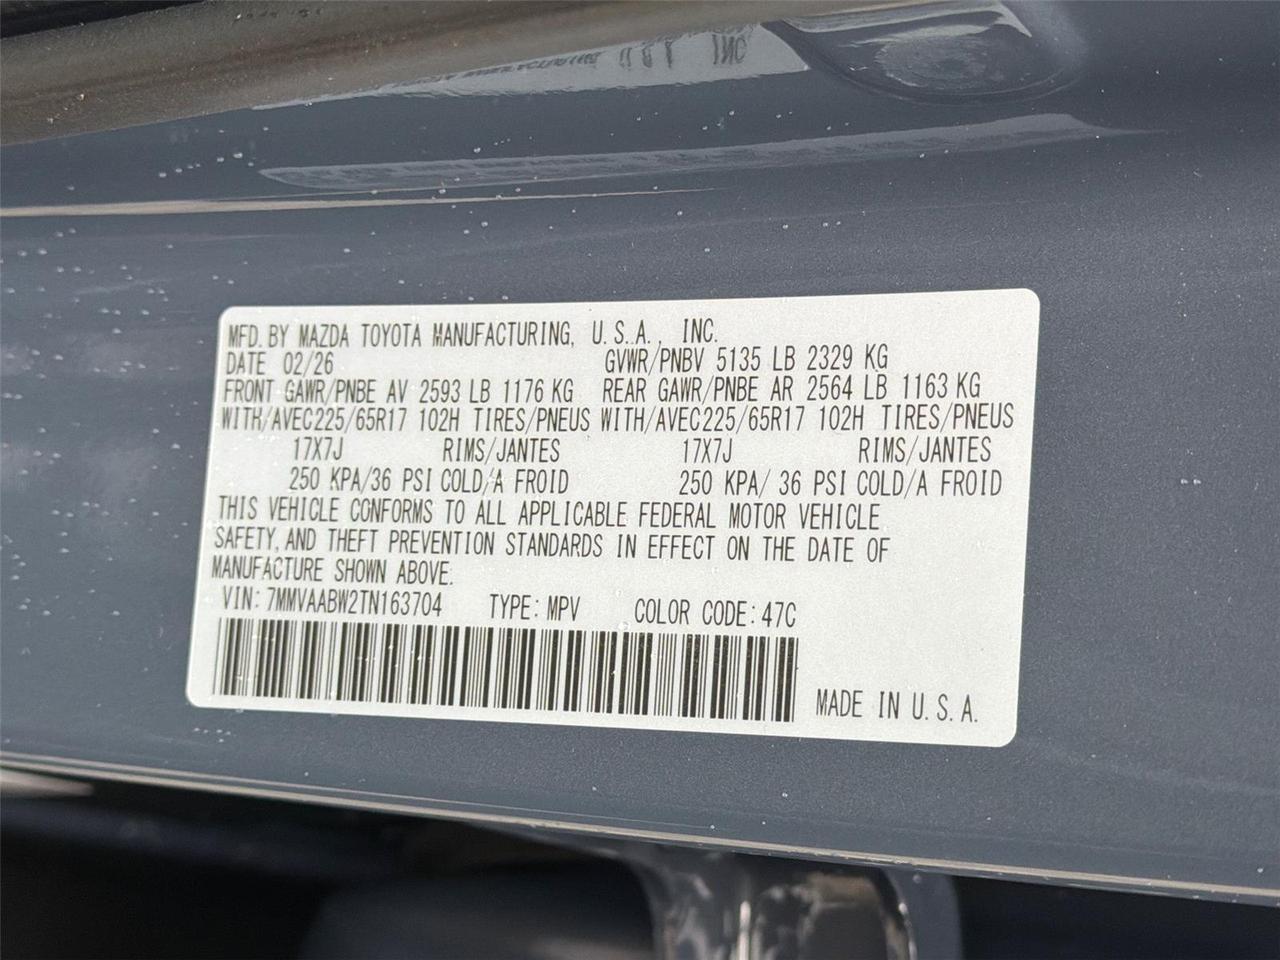 MFD. BY MAZDA TOYOTA MANUFACTURING, U.S.A., INC.
DATE 02/26 GVWR/PNBV 5135 LB 2329 KG
FRONT GAWR/PNBE AV 2593 LB 1176 KG REAR GAWR/PNBE AR 2564 LB 1163 KG
WITH/AVEC225/65R17 102H TIRES/PNEUS WITH/AVEC225/65R17 102H TIRES/PNEUS
17X7J RIMS/JANTES 17X7J RIMS/JANTES
250 KPA/36 PSI COLD/A FROID 250 KPA/ 36 PSI COLD/A FROID
THIS VEHICLE CONFORMS TO ALL APPLICABLE FEDERAL MOTOR VEHICLE
SAFETY, AND THEFT PREVENTION STANDARDS IN EFFECT ON THE DATE OF
MANUFACTURE SHOWN ABOVE.
VIN: 7MMVAABW2TN163704 TYPE: MPV COLOR CODE: 47C
MADE IN U.S.A.